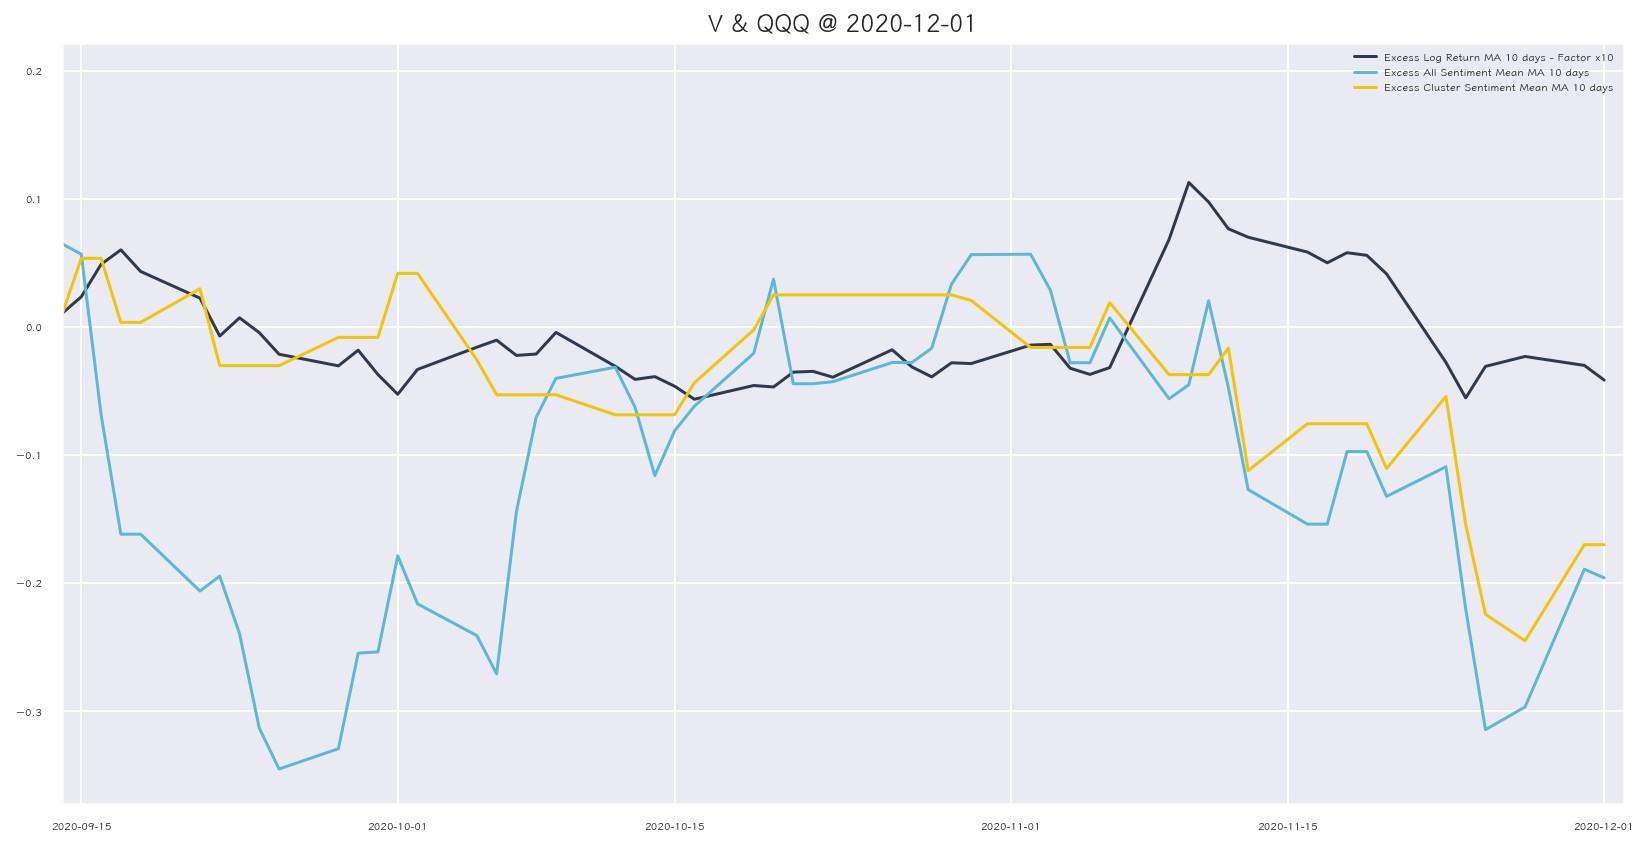 V & QQQ @ 2020-12-01
Excess Log Return MA 10 days - Factor x10
Excess All Sentiment Mean MA 10 days
Excess Cluster Sentiment Mean MA 10 days
0.2
0.1
0.0
−0.1
−0.2
−0.3
2020-09-15 2020-10-01 2020-10-15 2020-11-01 2020-11-15 2020-12-01